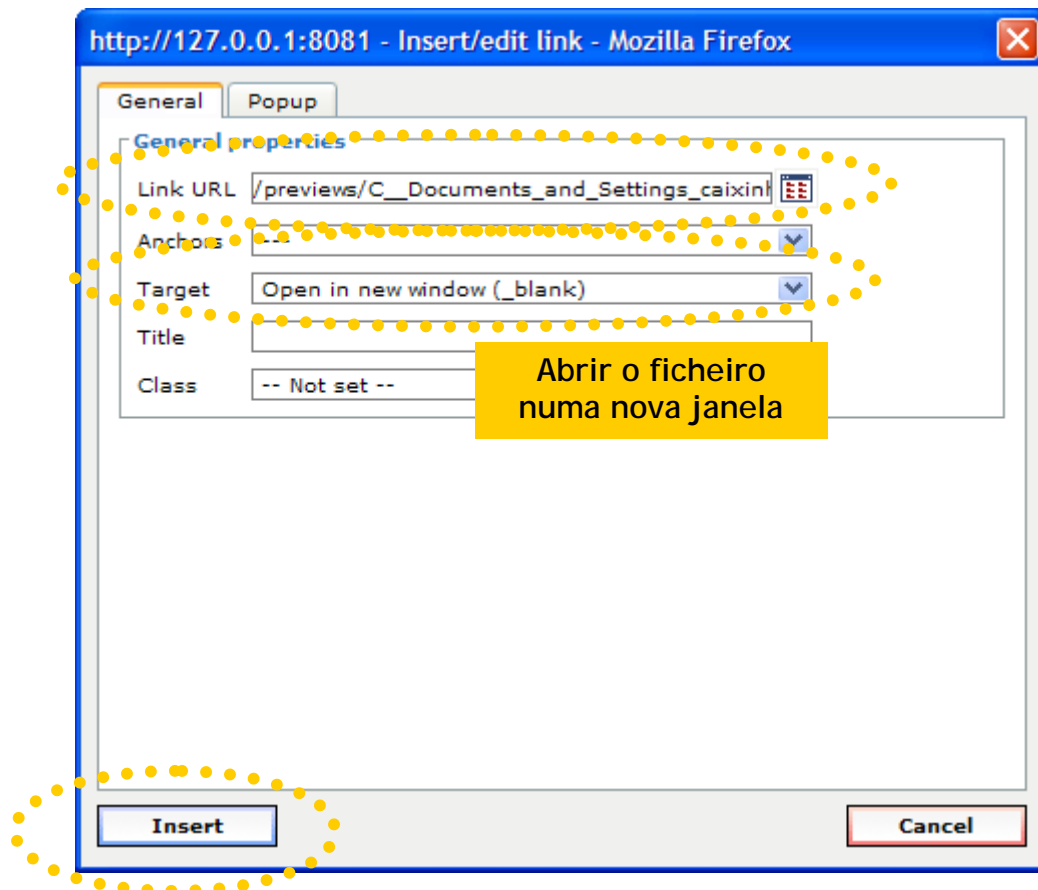 http://127.0.0.1:8081 - Insert/edit link - Mozilla Firefox
General Popup
General properties
Link URL /previews/C__Documents_and_Settings_caixinh
Anchors ---
Target Open in new window (_blank)
Title
Class -- Not set --
Abrir o ficheiro
numa nova janela
Insert Cancel